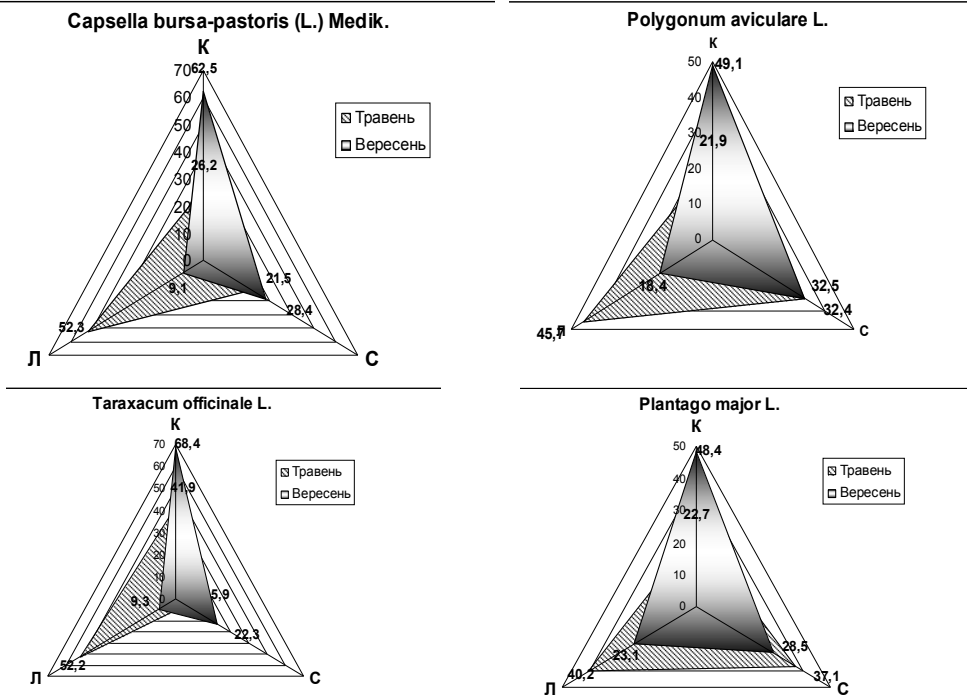 Capsella bursa-pastoris (L.) Medik.
К
62,5
70
60
50
40
30
20
10
0
26,2
9,1
21,5
28,4
52,3
Л
С
Травень
Вересень
Polygonum aviculare L.
К
49,1
50
40
30
20
10
0
21,9
18,4
32,5
32,4
45,7
Л
С
Травень
Вересень
Taraxacum officinale L.
К
68,4
70
60
50
40
30
20
10
0
41,9
9,3
5,9
22,3
52,2
Л
С
Травень
Вересень
Plantago major L.
К
48,4
50
40
30
20
10
0
22,7
23,1
28,5
37,1
40,2
Л
С
Травень
Вересень